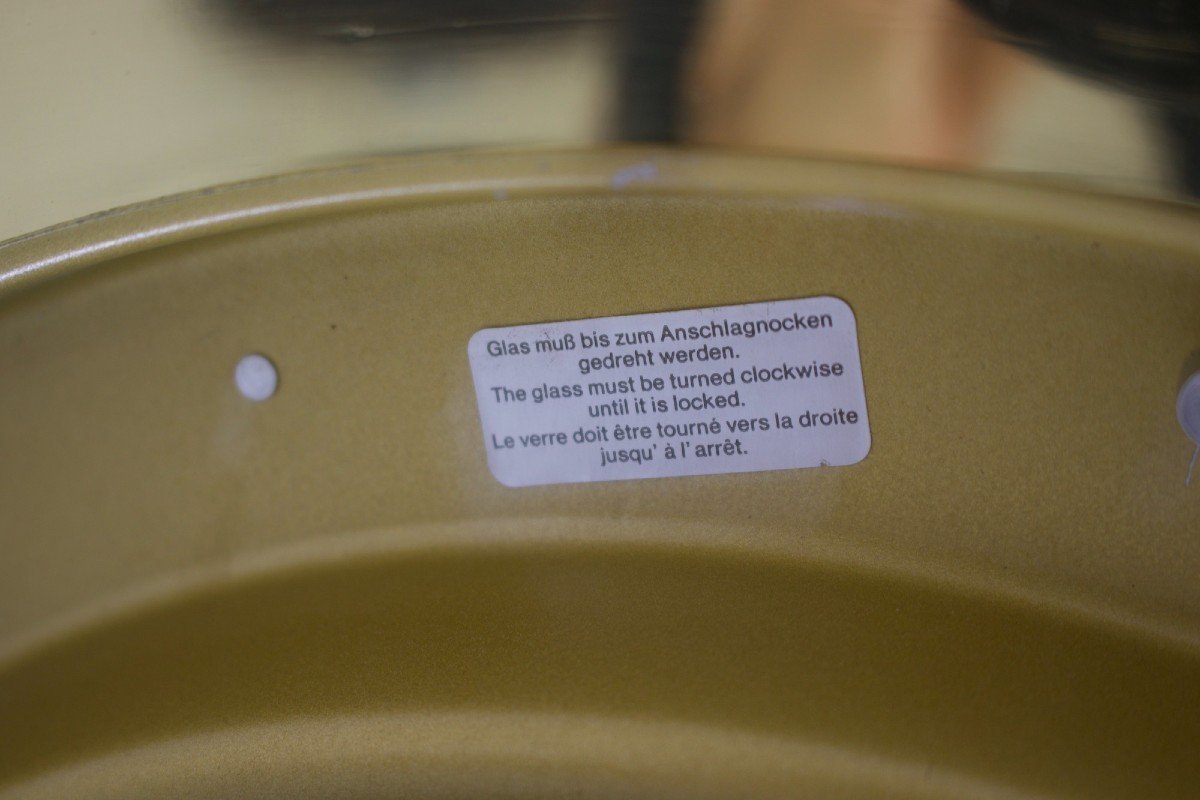 Glas muß bis zum Anschlagnocken
gedreht werden.
The glass must be turned clockwise
until it is locked.
Le verre doit être tourné vers la droite
jusqu' à l' arrêt.